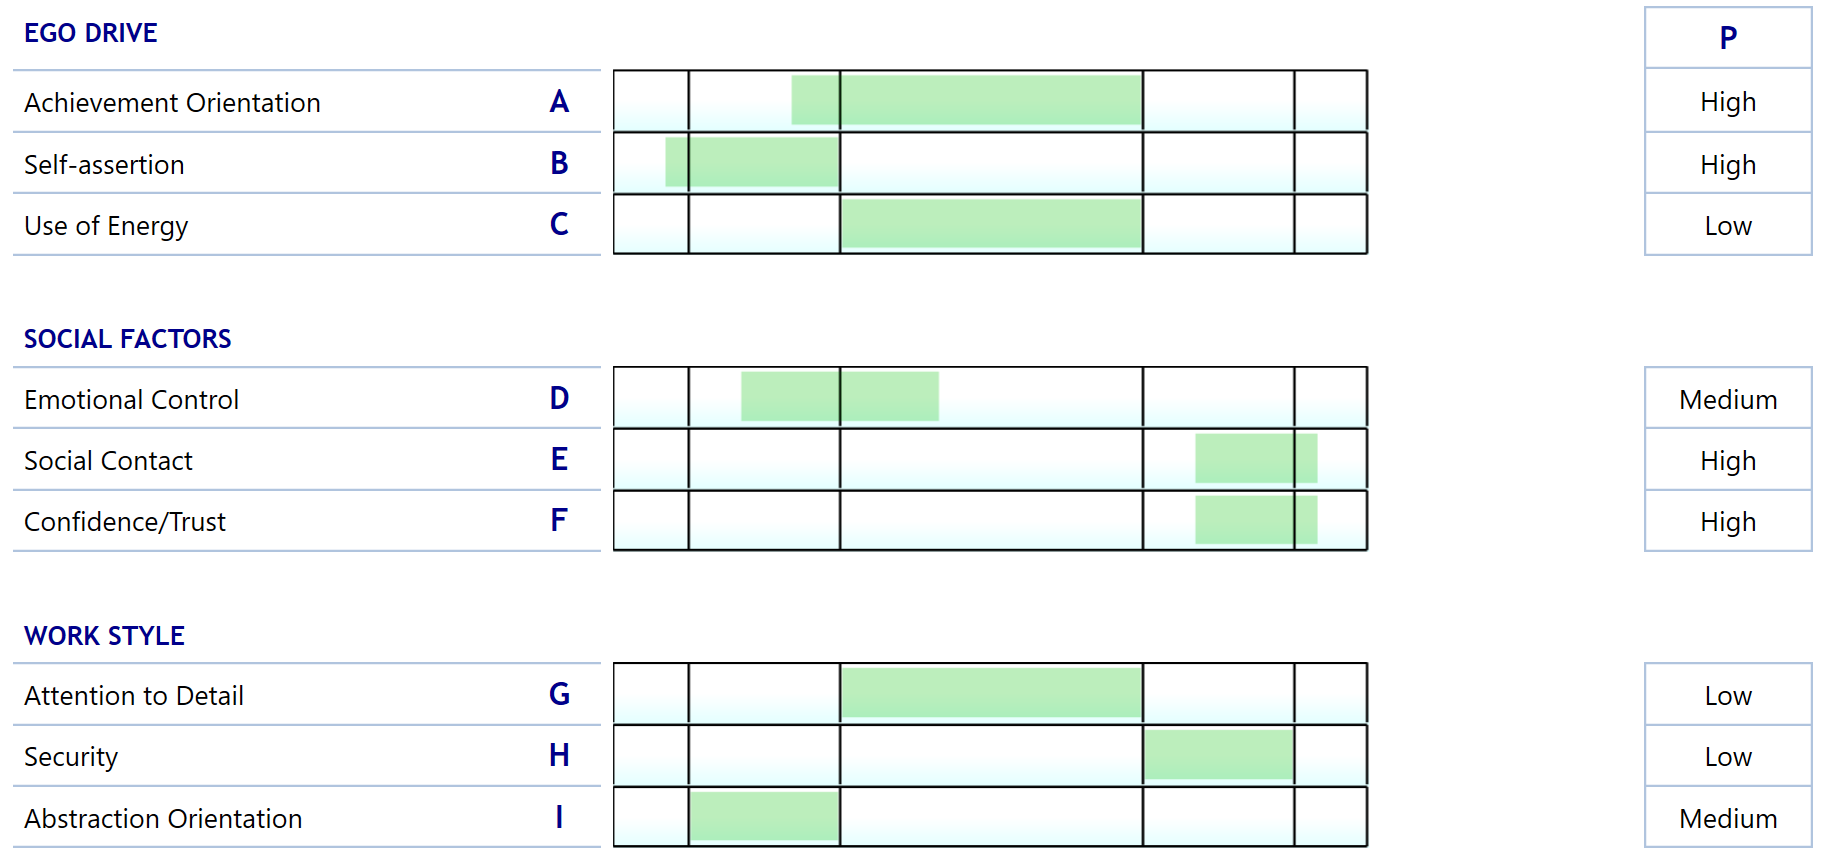 EGO DRIVE P
Achievement Orientation A High
Self-assertion B High
Use of Energy C Low
SOCIAL FACTORS
Emotional Control D Medium
Social Contact E High
Confidence/Trust F High
WORK STYLE
Attention to Detail G Low
Security H Low
Abstraction Orientation I Medium